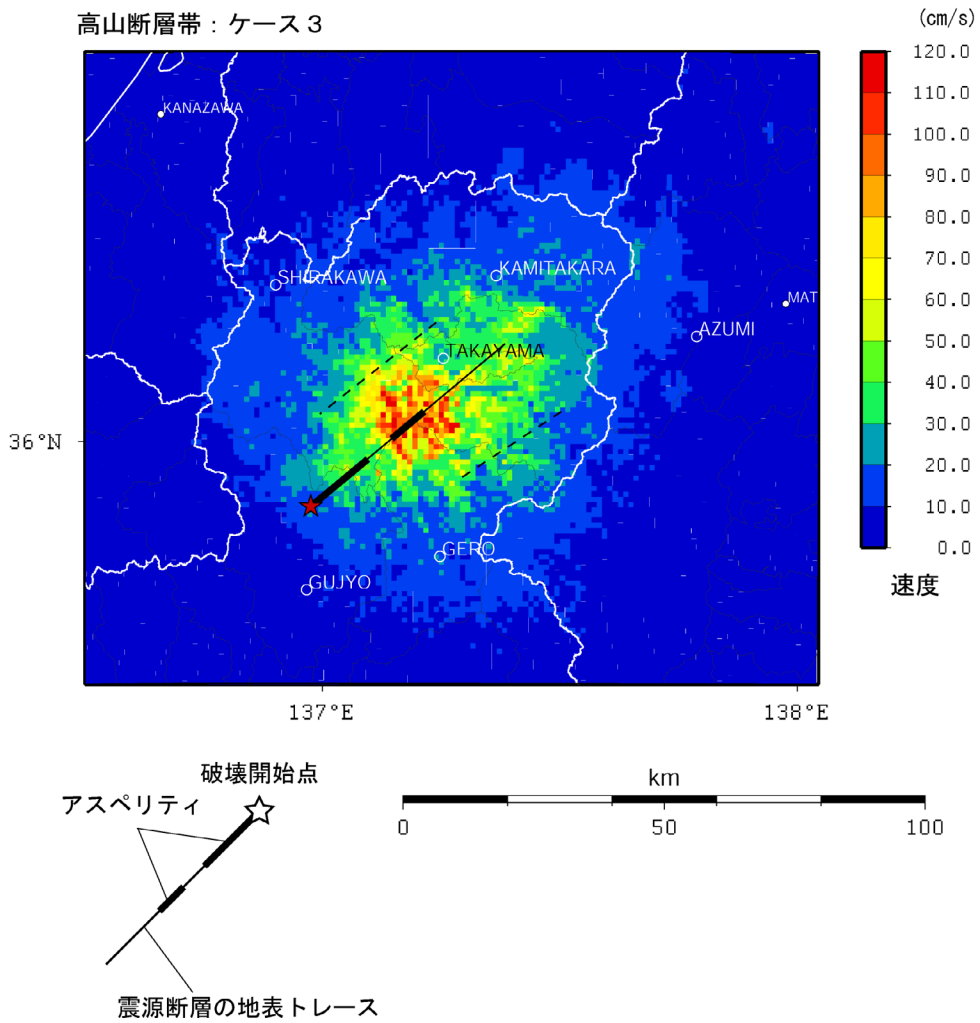 高山断層帯：ケース３
(cm/s)
120.0
110.0
100.0
90.0
80.0
70.0
60.0
50.0
40.0
30.0
20.0
10.0
0.0
速度
KANAZAWA
SHIRAKAWA
KAMITAKARA
MAT
AZUMI
TAKAYAMA
36°N
GERO
GUJYO
137°E
138°E
破壊開始点
アスペリティ
震源断層の地表トレース
km
0
50
100